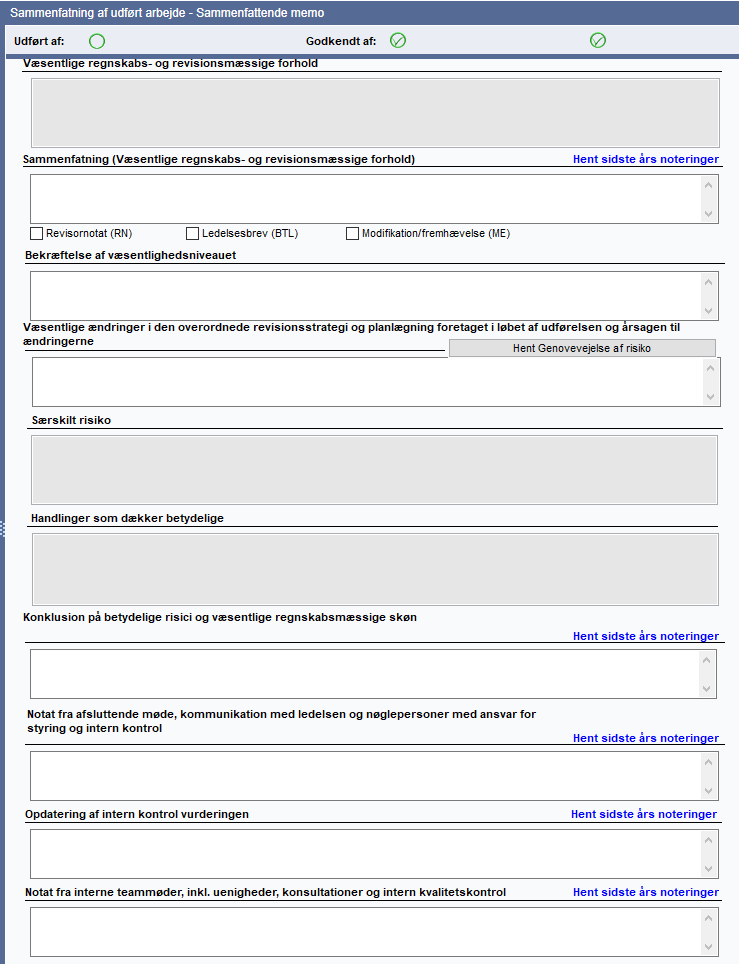 Sammenfatning af udført arbejde - Sammenfattende memo
Udført af: Godkendt af:
Væsentlige regnskabs- og revisionsmæssige forhold
Sammenfatning (Væsentlige regnskabs- og revisionsmæssige forhold) Hent sidste års noteringer
Revisornotat (RN) Ledelsesbrev (BTL) Modifikation/fremhævelse (ME)
Bekræftelse af væsentlighedsniveauet
Væsentlige ændringer i den overordnede revisionsstrategi og planlægning foretaget i løbet af udførelsen og årsagen til
ændringerne
Hent Genovevejelse af risiko
Særskilt risiko
Handlinger som dækker betydelige
Konklusion på betydelige risici og væsentlige regnskabsmæssige skøn
Hent sidste års noteringer
Notat fra afsluttende møde, kommunikation med ledelsen og nøglepersoner med ansvar for
styring og intern kontrol
Hent sidste års noteringer
Opdatering af intern kontrol vurderingen Hent sidste års noteringer
Notat fra interne teammøder, inkl. uenigheder, konsultationer og intern kvalitetskontrol Hent sidste års noteringer